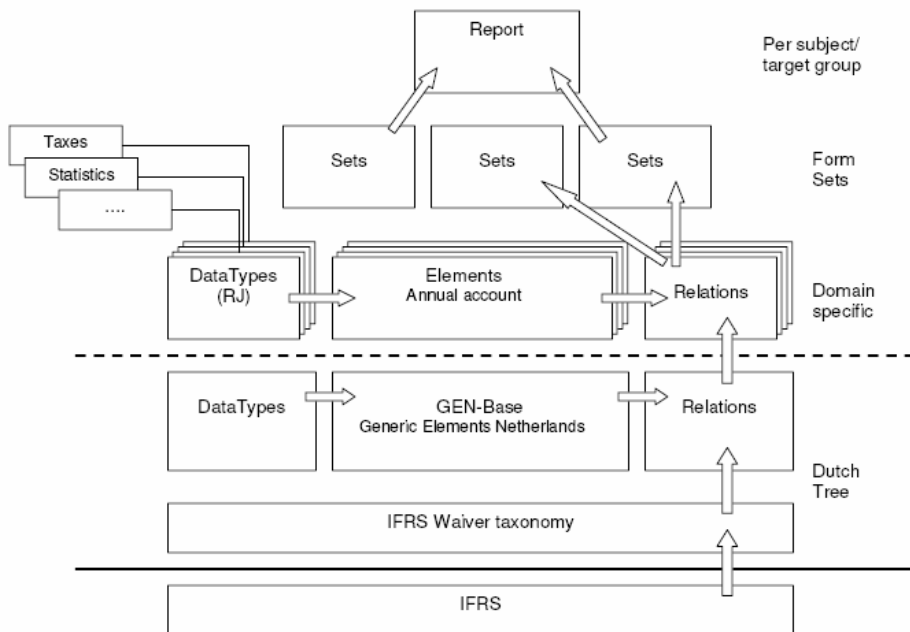 Report
Per subject/
target group
Taxes
Statistics
....
Sets
Sets
Sets
Form
Sets
DataTypes
(RJ)
Elements
Annual account
Relations
Domain
specific
DataTypes
GEN-Base
Generic Elements Netherlands
Relations
Dutch
Tree
IFRS Waiver taxonomy
IFRS